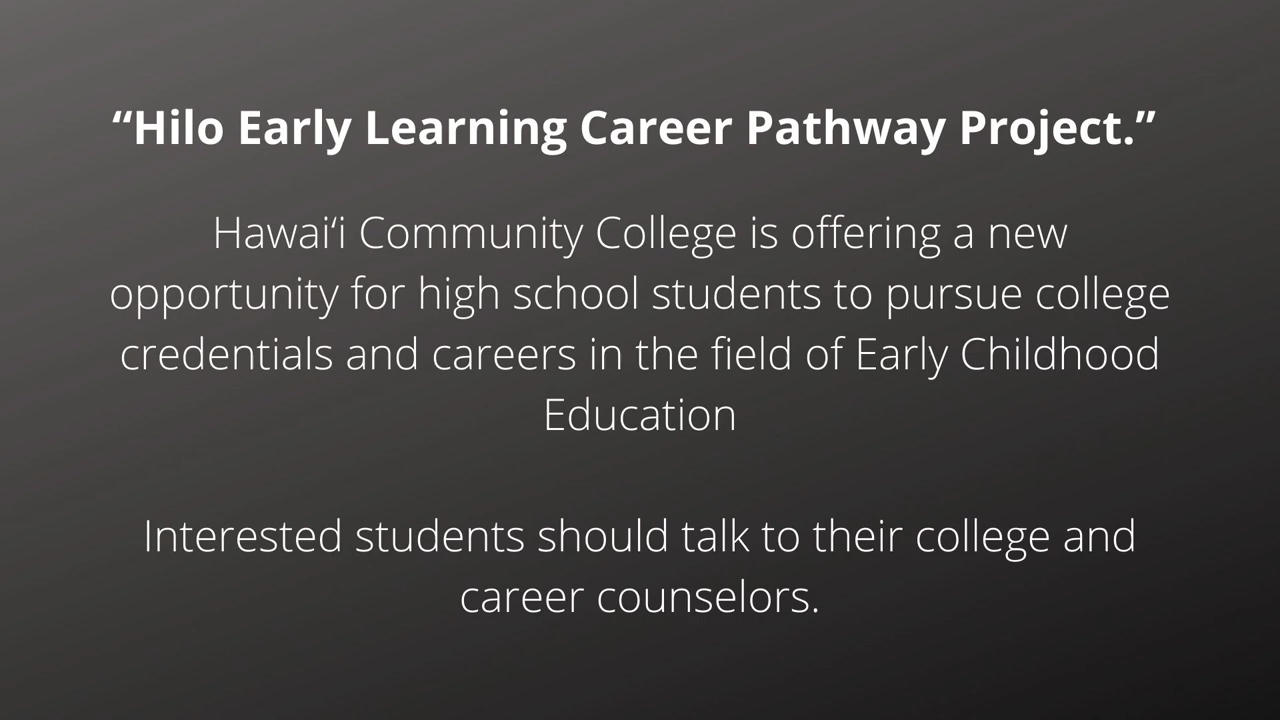 “Hilo Early Learning Career Pathway Project.”
Hawai‘i Community College is offering a new
opportunity for high school students to pursue college
credentials and careers in the field of Early Childhood
Education
Interested students should talk to their college and
career counselors.